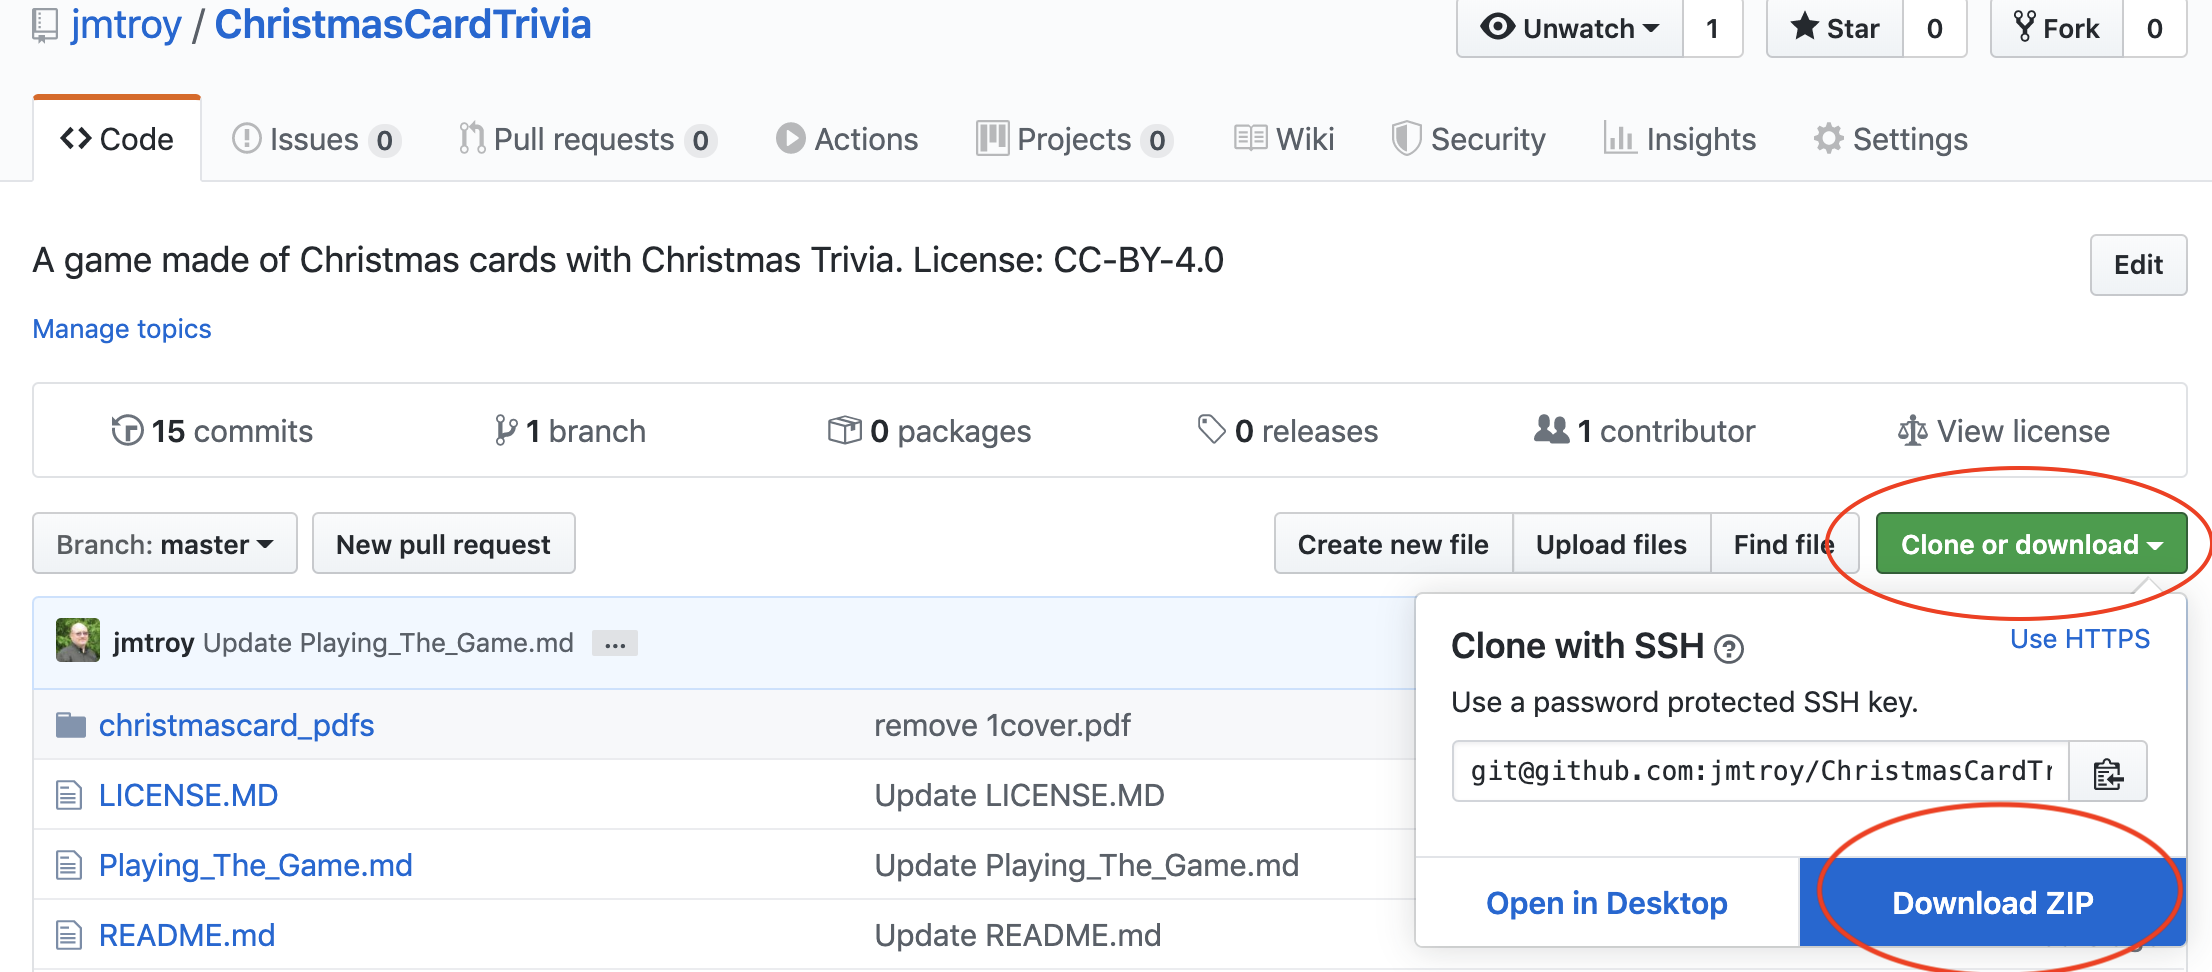 jmtroy / ChristmasCardTrivia Unwatch 1 Star 0 Fork 0
Code Issues 0 Pull requests 0 Actions Projects 0 Wiki Security Insights Settings
A game made of Christmas cards with Christmas Trivia. License: CC-BY-4.0 Edit
Manage topics
15 commits 1 branch 0 packages 0 releases 1 contributor View license
Branch: master New pull request Create new file Upload files Find file Clone or download
jmtroy Update Playing_The_Game.md ...
Clone with SSH ? Use HTTPS
Use a password protected SSH key.
git@github.com:jmtroy/ChristmasCardTr
Open in Desktop Download ZIP
christmascard_pdfs remove 1cover.pdf
LICENSE.MD Update LICENSE.MD
Playing_The_Game.md Update Playing_The_Game.md
README.md Update README.md